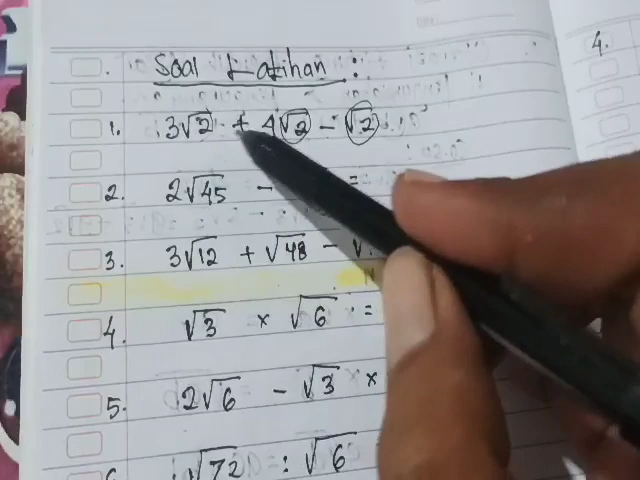 Soal Latihan :
1. 3√2 + 4√2 - √2
2. 2√45 - =
3. 3√12 + √48 - √
4. √3 × √6 =
5. 2√6 - √3 ×
6. √72 : √6
4.